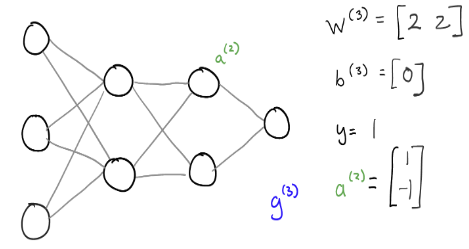 a^(2)
w^(3) = [2 2]
b^(3) = [0]
y = 1
a^(2) = [1
-1]
g^(3)